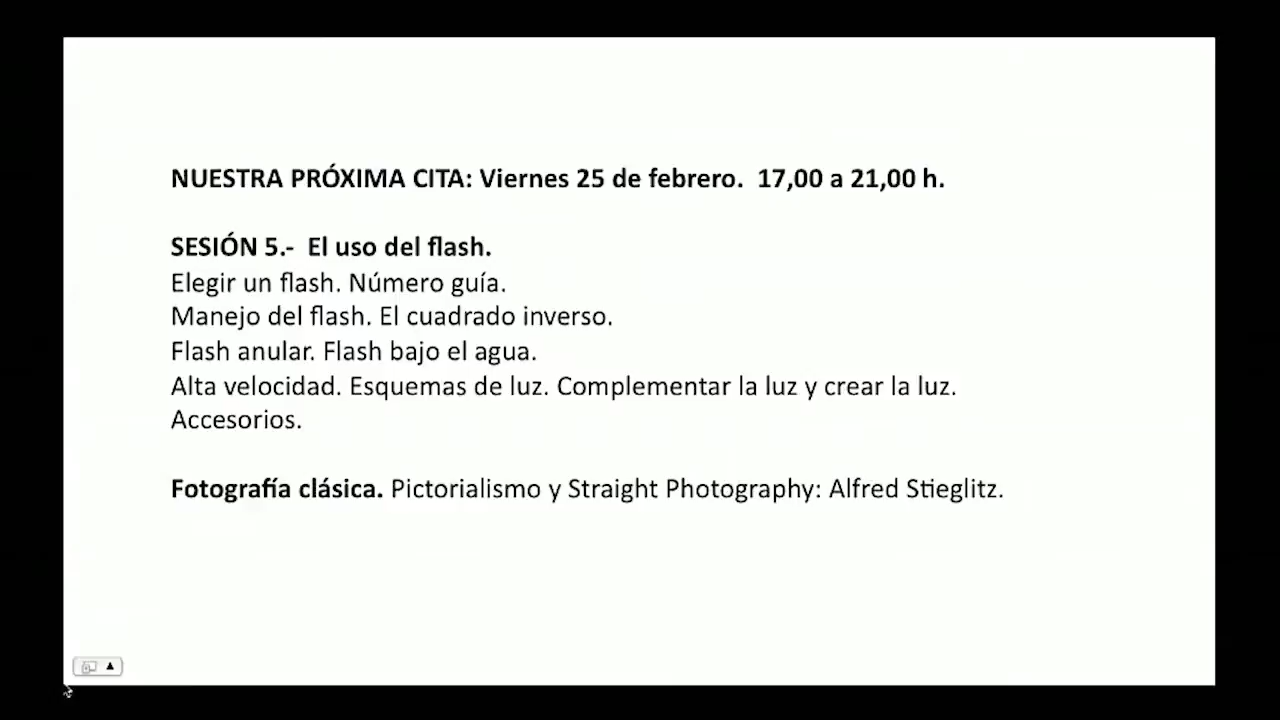 NUESTRA PRÓXIMA CITA: Viernes 25 de febrero. 17,00 a 21,00 h.
SESIÓN 5.- El uso del flash.
Elegir un flash. Número guía.
Manejo del flash. El cuadrado inverso.
Flash anular. Flash bajo el agua.
Alta velocidad. Esquemas de luz. Complementar la luz y crear la luz.
Accesorios.
Fotografía clásica. Pictorialismo y Straight Photography: Alfred Stieglitz.